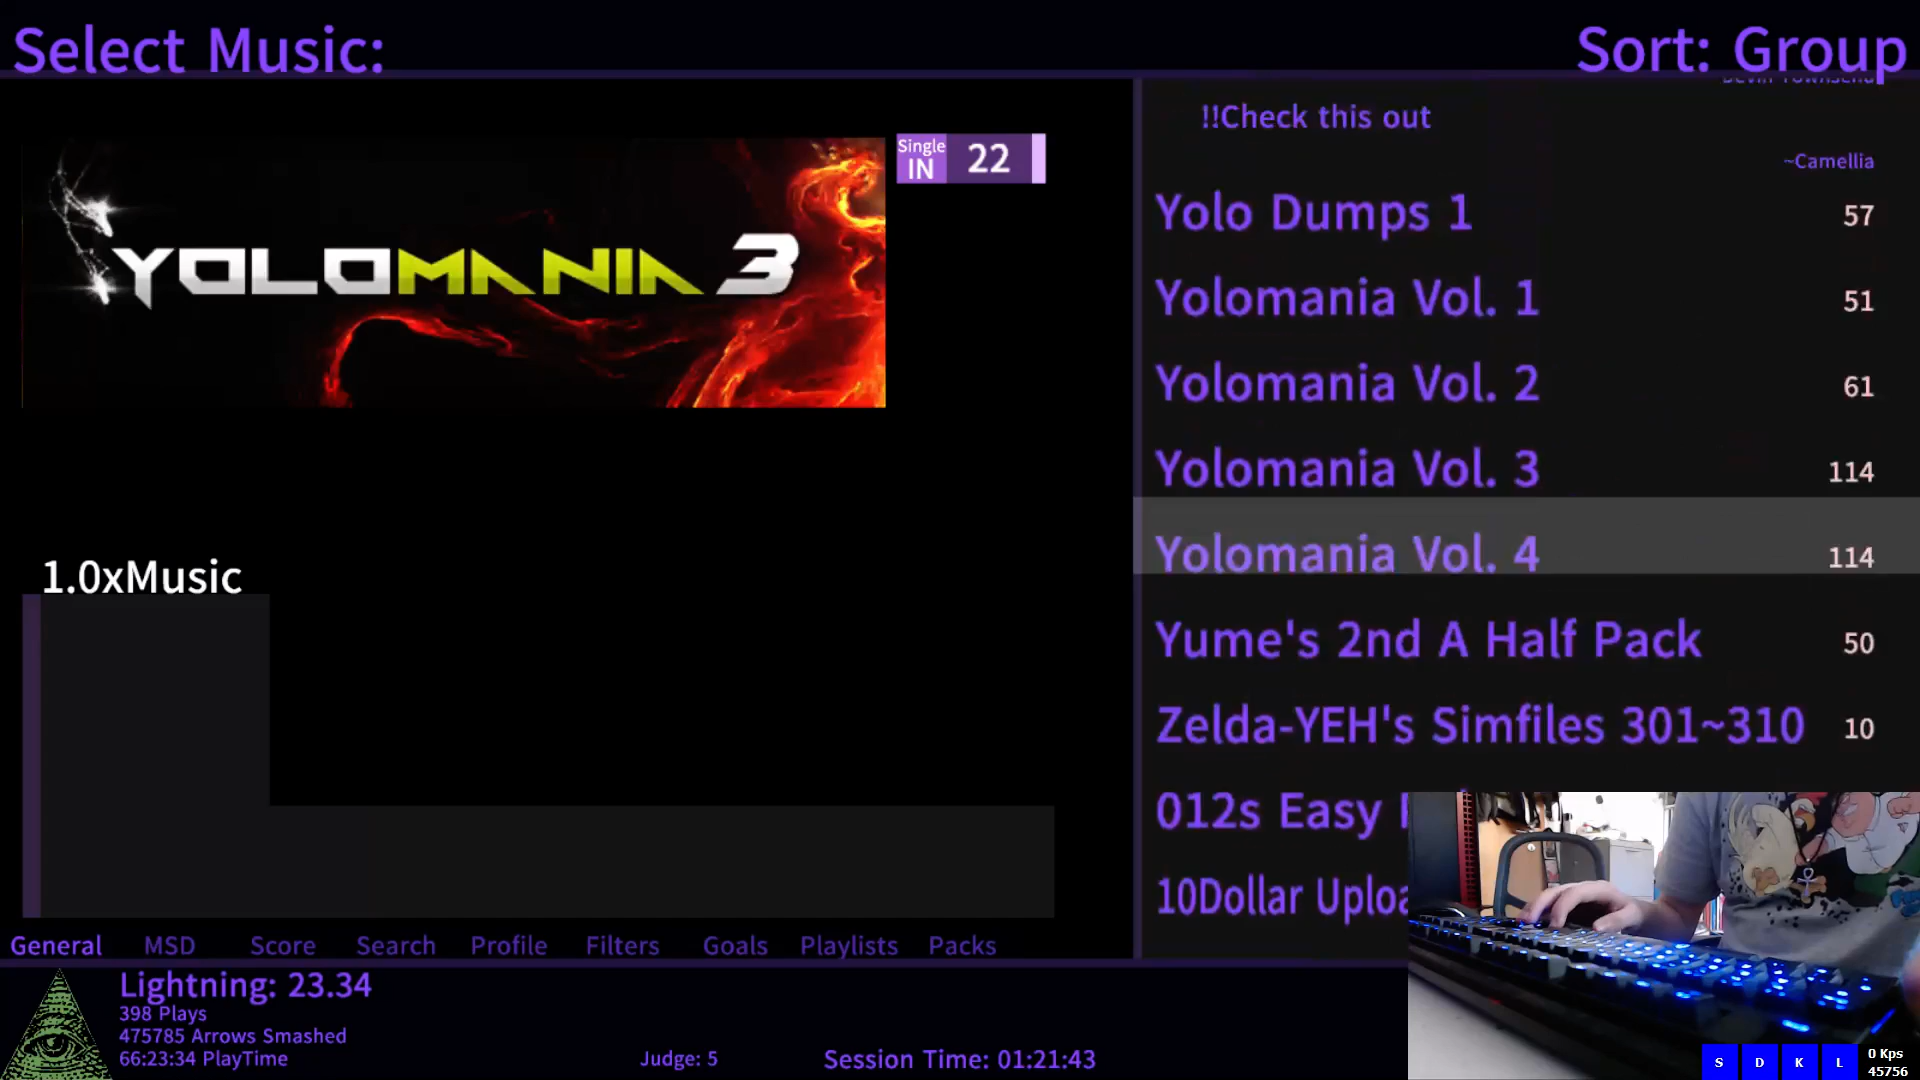 Select Music:
Sort: Group
Devin Townsend
!!Check this out
~Camellia
Single
IN
22
YOLOMANIA 3
Yolo Dumps 1
57
Yolomania Vol. 1
51
Yolomania Vol. 2
61
Yolomania Vol. 3
114
Yolomania Vol. 4
114
Yume's 2nd A Half Pack
50
Zelda-YEH's Simfiles 301~310
10
012s Easy
10Dollar Uploa
1.0xMusic
General MSD Score Search Profile Filters Goals Playlists Packs
Lightning: 23.34
398 Plays
475785 Arrows Smashed
66:23:34 PlayTime
Judge: 5
Session Time: 01:21:43
S D K L
0 Kps
45756